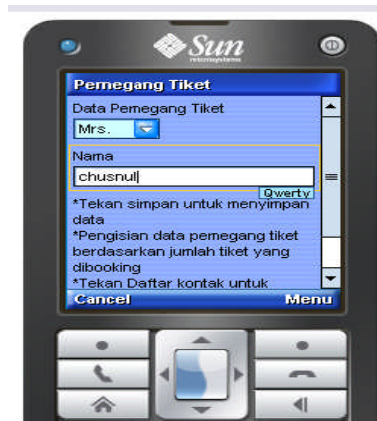 Sun
microsystems
Pemegang Tiket
Data Pemegang Tiket
Mrs.
Nama
chusnul
Qwerty
*Tekan simpan untuk menyimpan
data
*Pengisian data pemegang tiket
berdasarkan jumlah tiket yang
dibooking
*Tekan Daftar kontak untuk
Cancel Menu